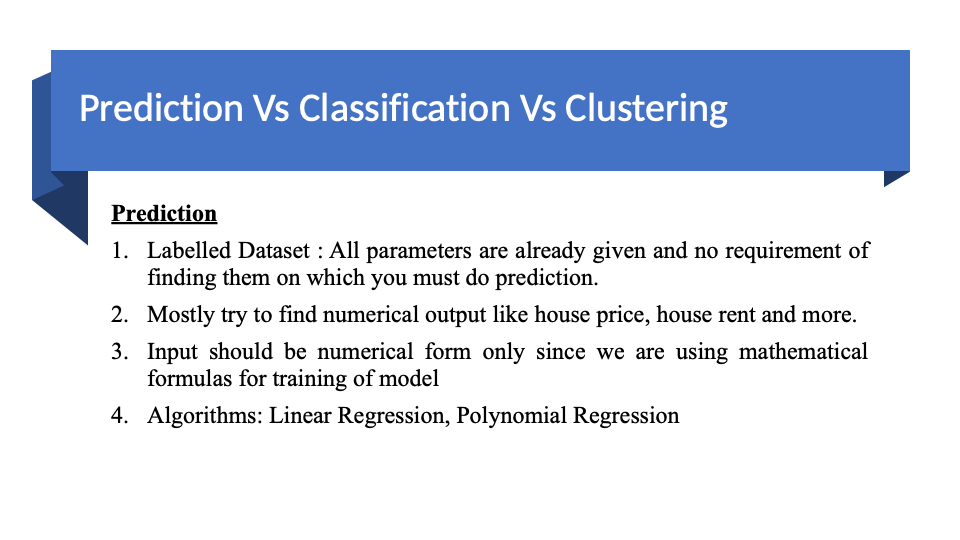 Prediction Vs Classification Vs Clustering
Prediction
1. Labelled Dataset : All parameters are already given and no requirement of
finding them on which you must do prediction.
2. Mostly try to find numerical output like house price, house rent and more.
3. Input should be numerical form only since we are using mathematical
formulas for training of model
4. Algorithms: Linear Regression, Polynomial Regression